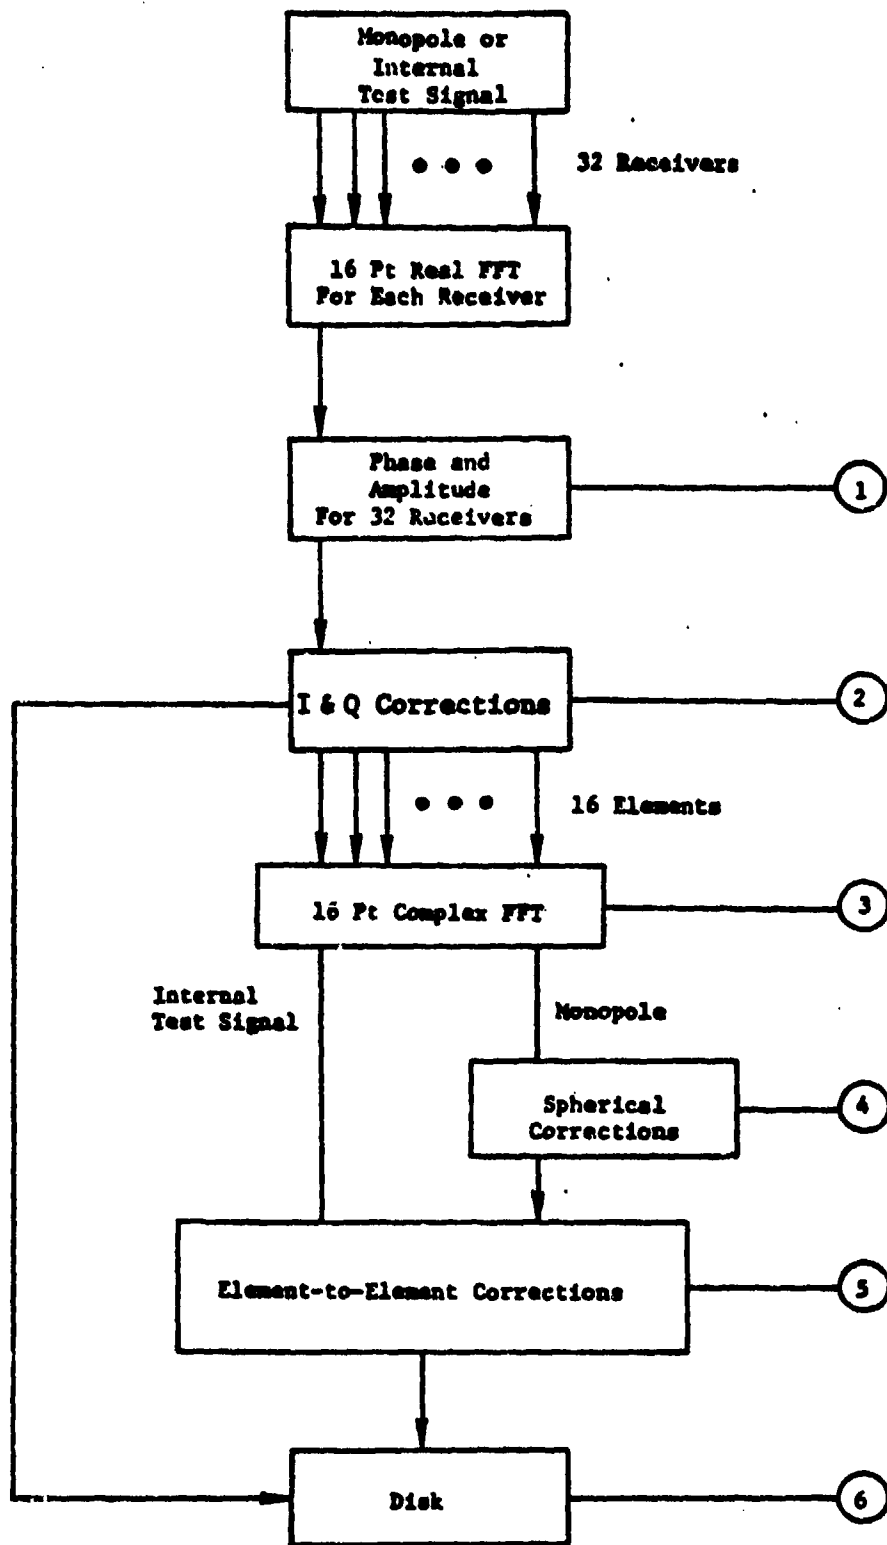 Monopole or
Internal
Test Signal
32 Receivers
16 Pt Real FFT
For Each Receiver
Phase and
Amplitude
For 32 Receivers
1
I & Q Corrections
2
16 Elements
16 Pt Complex FFT
3
Internal
Test Signal
Monopole
Spherical
Corrections
4
Element-to-Element Corrections
5
Disk
6